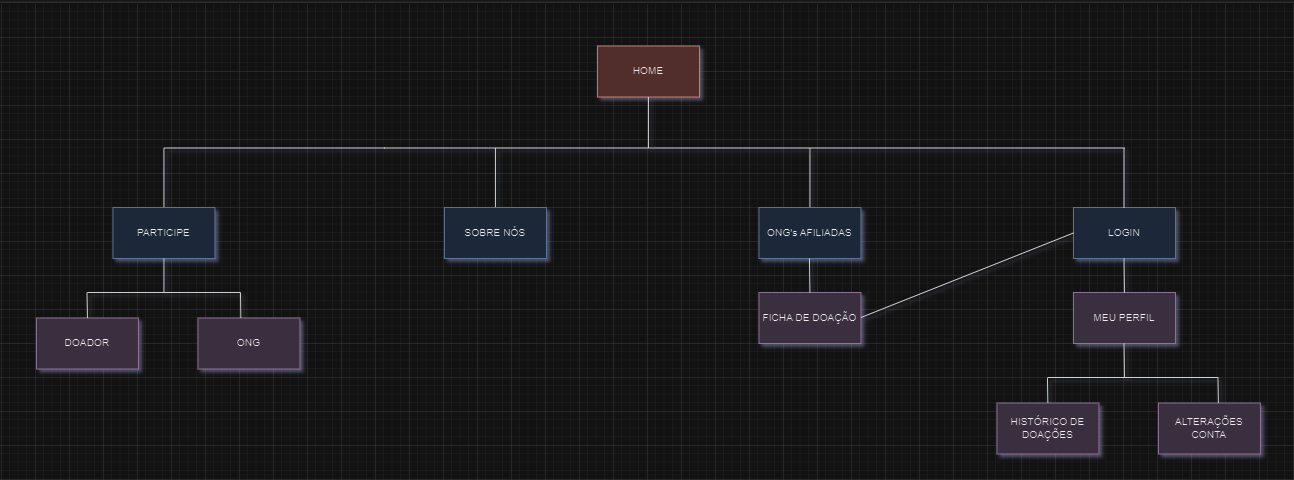 HOME
PARTICIPE
SOBRE NÓS
ONG's AFILIADAS
LOGIN
FICHA DE DOAÇÃO
MEU PERFIL
DOADOR
ONG
HISTÓRICO DE
DOAÇÕES
ALTERAÇÕES
CONTA